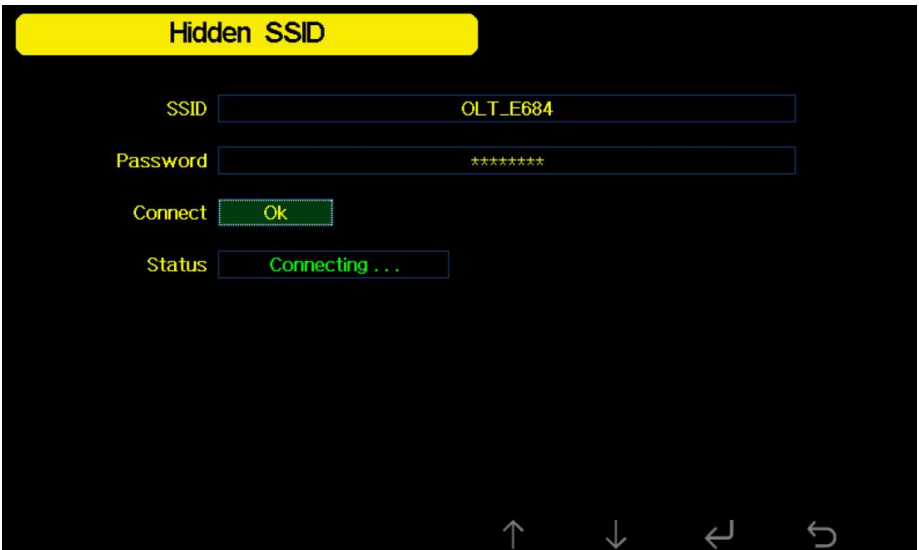 Hidden SSID
SSID OLT_E684
Password ********
Connect Ok
Status Connecting ...